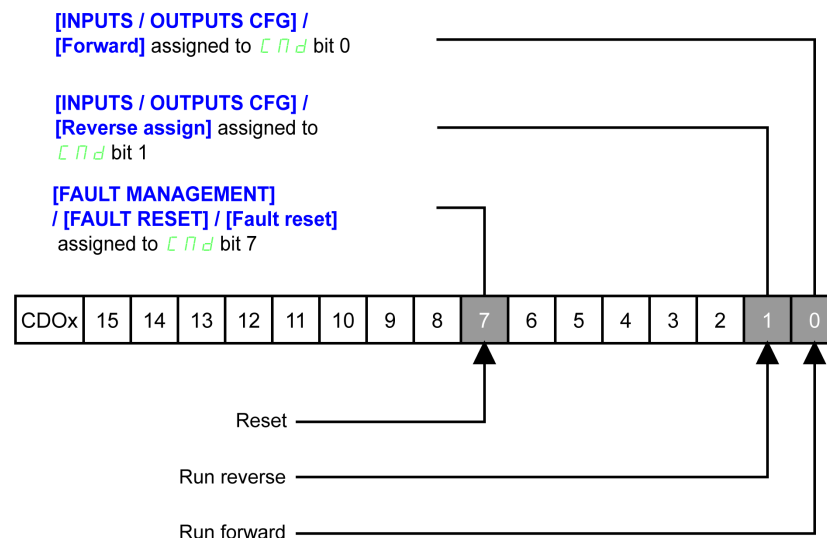 [INPUTS / OUTPUTS CFG] /
[Forward] assigned to CMd bit 0
[INPUTS / OUTPUTS CFG] /
[Reverse assign] assigned to
CMd bit 1
[FAULT MANAGEMENT]
/ [FAULT RESET] / [Fault reset]
assigned to CMd bit 7
CDOx 15 14 13 12 11 10 9 8 7 6 5 4 3 2 1 0
Reset
Run reverse
Run forward